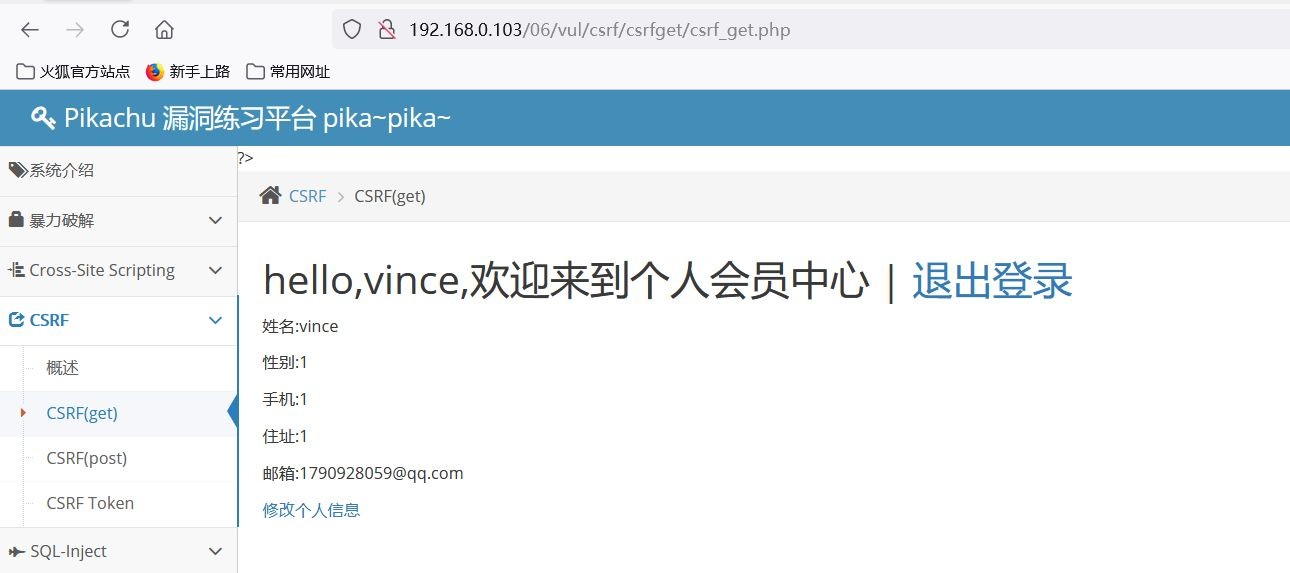 192.168.0.103/06/vul/csrf/csrfget/csrf_get.php
火狐官方站点 新手上路 常用网址
Pikachu 漏洞练习平台 pika~pika~
系统介绍
暴力破解
Cross-Site Scripting
CSRF
概述
CSRF(get)
CSRF(post)
CSRF Token
SQL-Inject
?>
CSRF > CSRF(get)
hello,vince,欢迎来到个人会员中心 | 退出登录
姓名:vince
性别:1
手机:1
住址:1
邮箱:1790928059@qq.com
修改个人信息